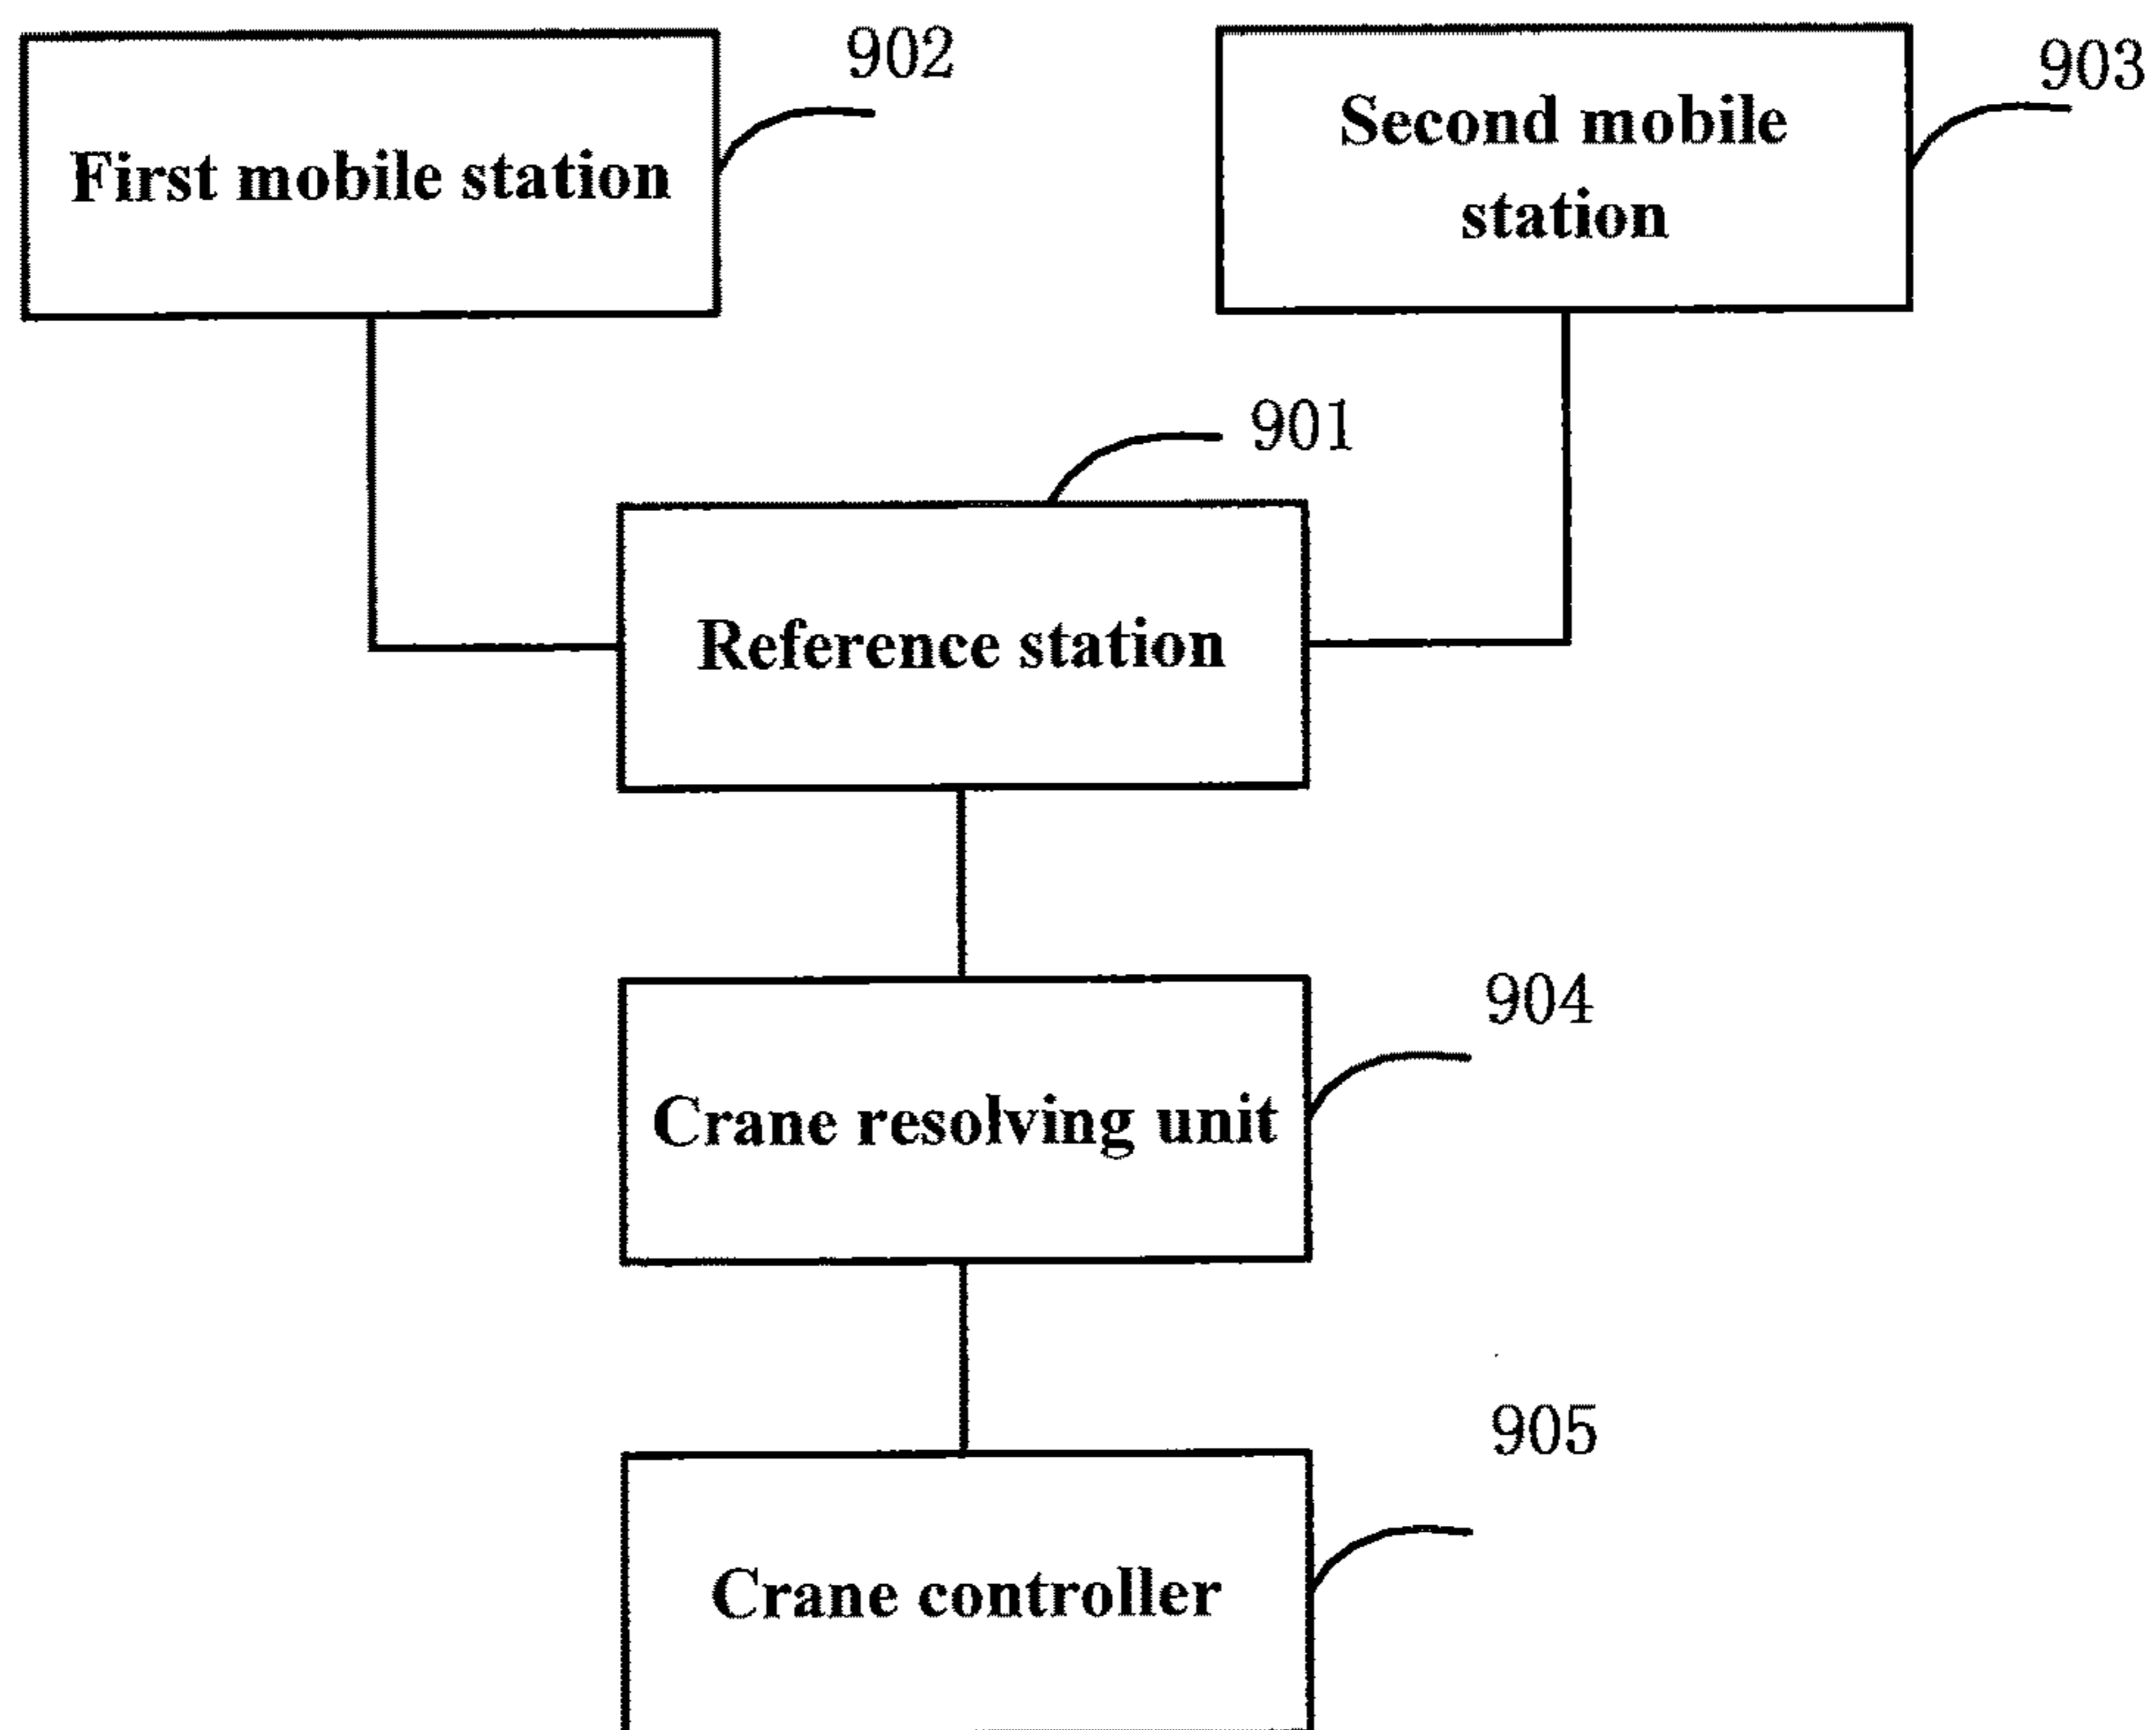 902
903
First mobile station
Second mobile
station
901
Reference station
904
Crane resolving unit
905
Crane controller